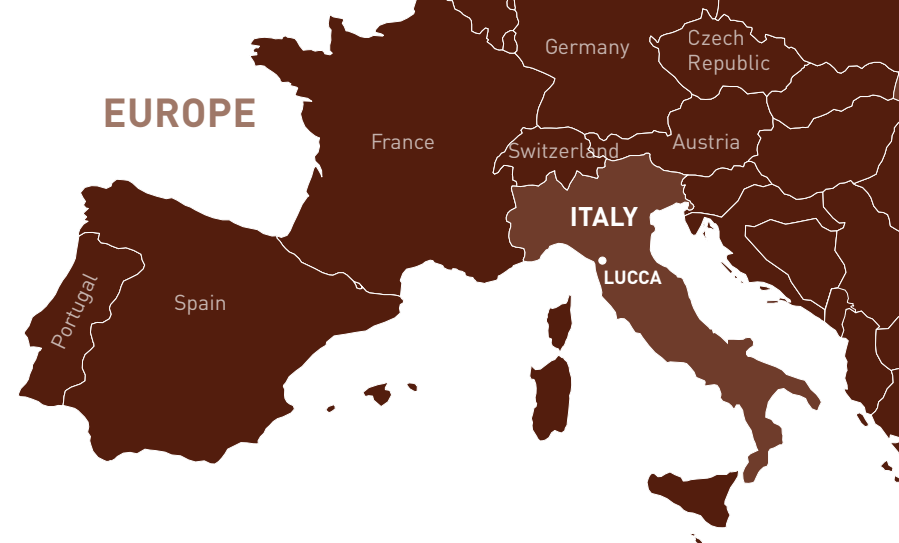 Germany
Czech
Republic
EUROPE
France
Switzerland
Austria
ITALY
LUCCA
Portugal
Spain